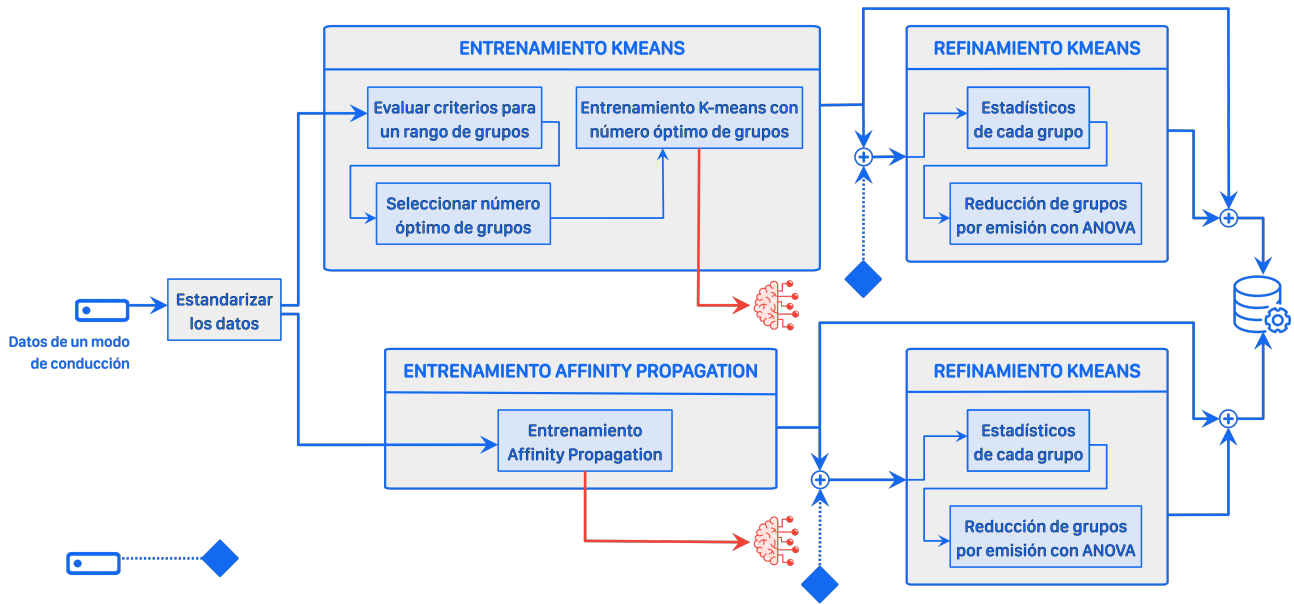 ENTRENAMIENTO KMEANS
Evaluar criterios para
un rango de grupos
Entrenamiento K-means con
número óptimo de grupos
Seleccionar número
óptimo de grupos
REFINAMIENTO KMEANS
Estadísticos
de cada grupo
Reducción de grupos
por emisión con ANOVA
Estandarizar
los datos
Datos de un modo
de conducción
ENTRENAMIENTO AFFINITY PROPAGATION
Entrenamiento
Affinity Propagation
REFINAMIENTO KMEANS
Estadísticos
de cada grupo
Reducción de grupos
por emisión con ANOVA